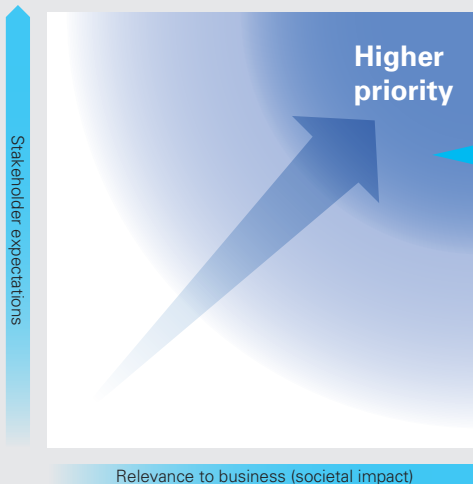 Higher
priority
Stakeholder expectations
Relevance to business (societal impact)